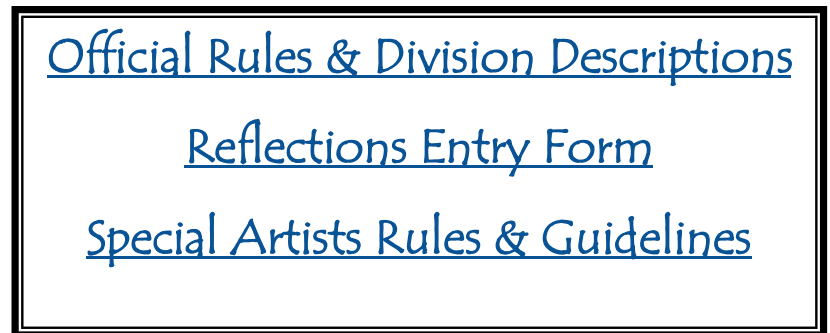 Official Rules & Division Descriptions
Reflections Entry Form
Special Artists Rules & Guidelines